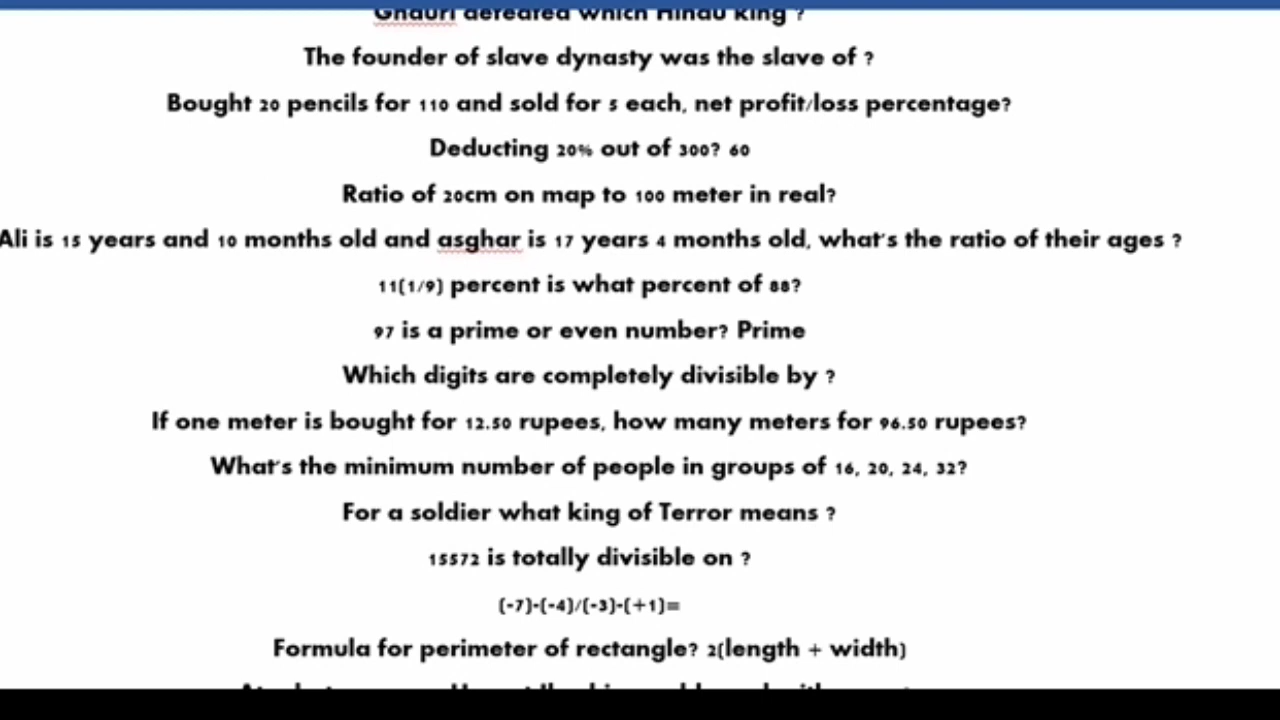 Ghauri defeated which Hindu king ?
The founder of slave dynasty was the slave of ?
Bought 20 pencils for 110 and sold for 5 each, net profit/loss percentage?
Deducting 20% out of 300? 60
Ratio of 20cm on map to 100 meter in real?
Ali is 15 years and 10 months old and asghar is 17 years 4 months old, what's the ratio of their ages ?
11(1/9) percent is what percent of 88?
97 is a prime or even number? Prime
Which digits are completely divisible by ?
If one meter is bought for 12.50 rupees, how many meters for 96.50 rupees?
What's the minimum number of people in groups of 16, 20, 24, 32?
For a soldier what king of Terror means ?
15572 is totally divisible on ?
(-7)-(-4)/(-3)-(+1)=
Formula for perimeter of rectangle? 2(length + width)